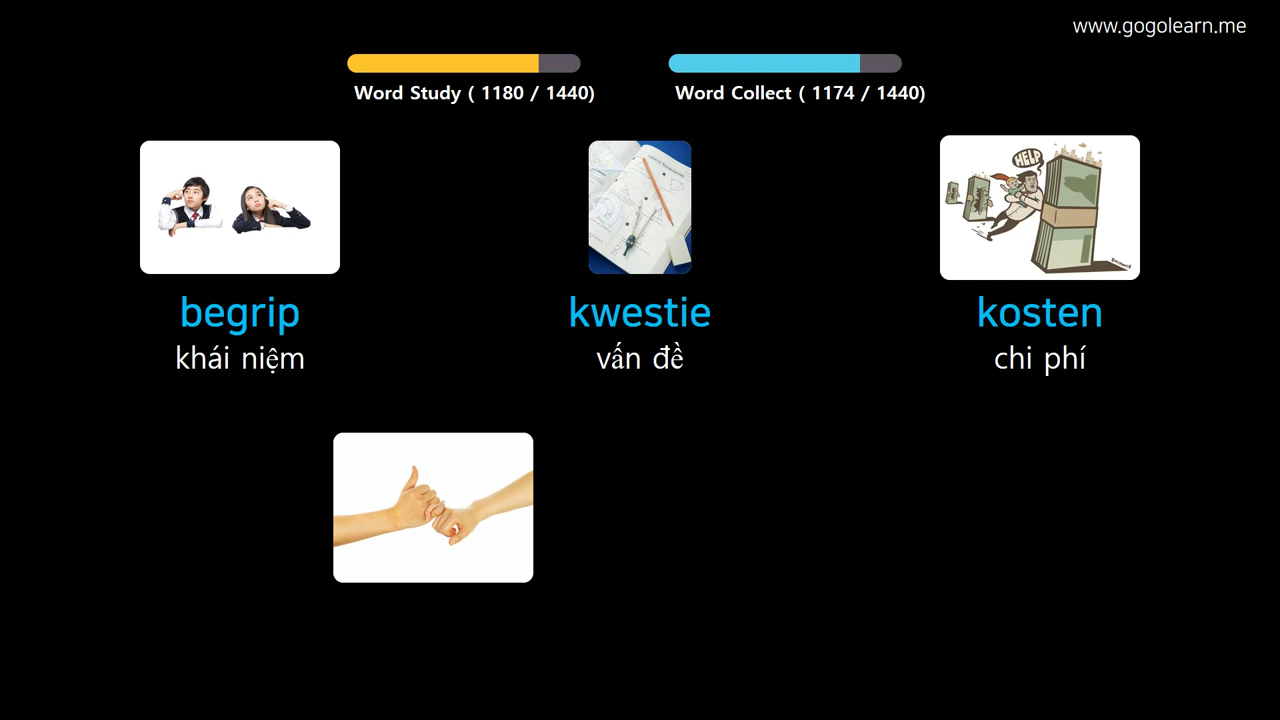 www.gogolearn.me
Word Study ( 1180 / 1440)
Word Collect ( 1174 / 1440)
HELP
begrip
kwestie
kosten
khái niệm
vấn đề
chi phí